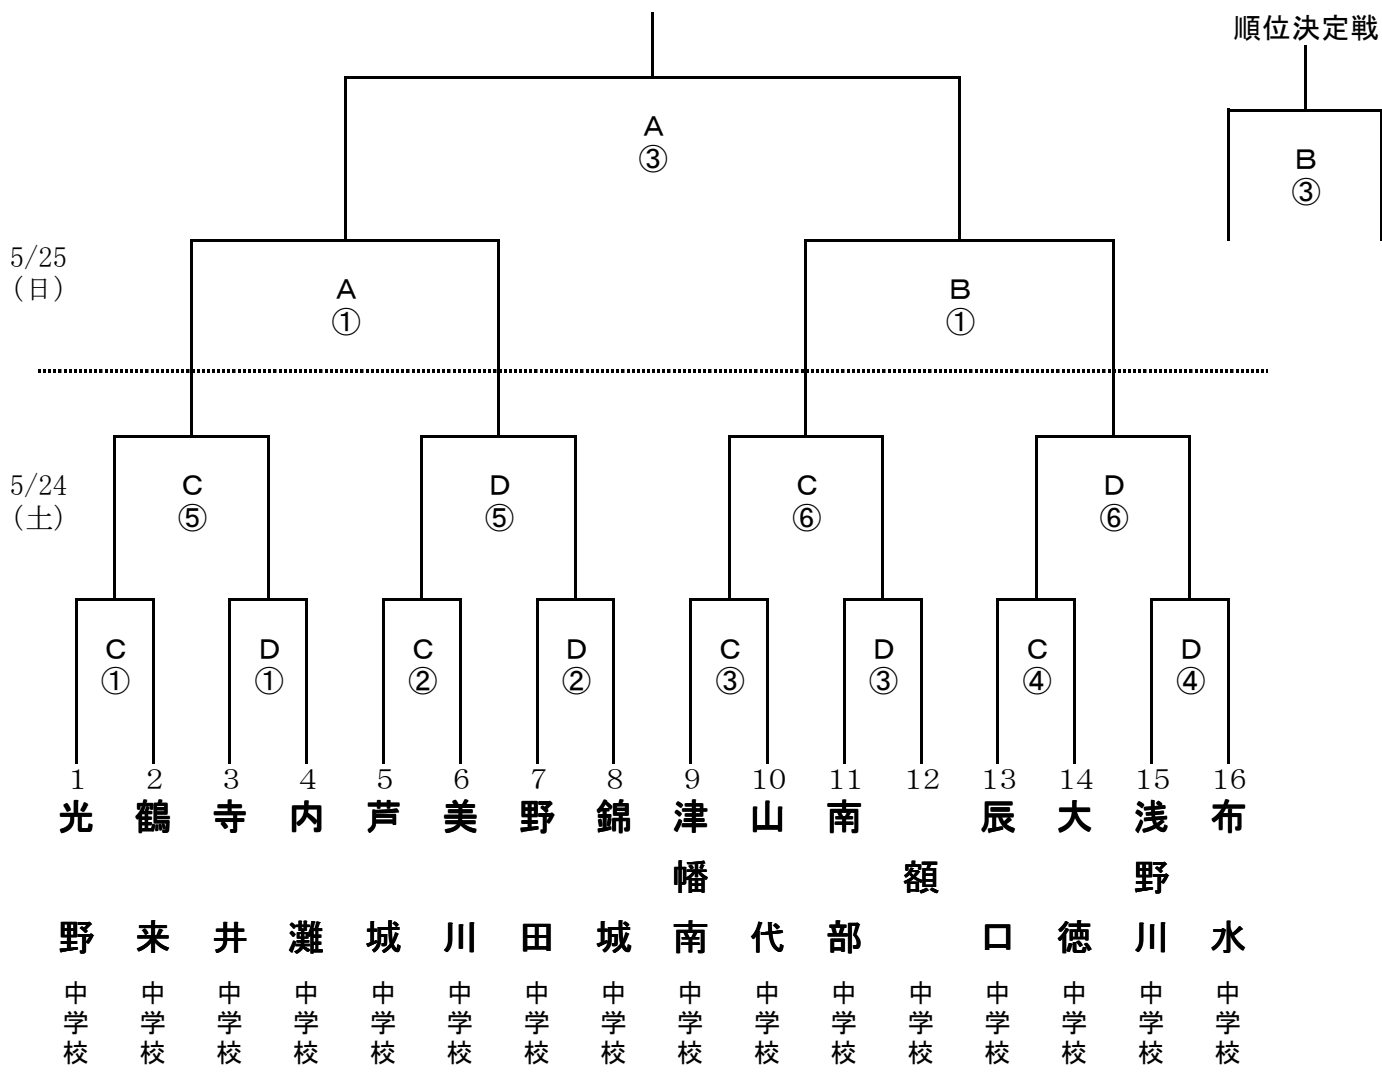 順位決定戦
A
③
B
③
5/25
(日)
A
①
B
①
5/24
(土)
C
⑤
D
⑤
C
⑥
D
⑥
C
①
D
①
C
②
D
②
C
③
D
③
C
④
D
④
1
光野
中学校
2
鶴来
中学校
3
寺井
中学校
4
内灘
中学校
5
芦城
中学校
6
美川
中学校
7
野田
中学校
8
錦城
中学校
9
津幡南
中学校
10
山代
中学校
11
南部
中学校
12
額
中学校
13
辰口
中学校
14
大徳
中学校
15
浅野川
中学校
16
布水
中学校